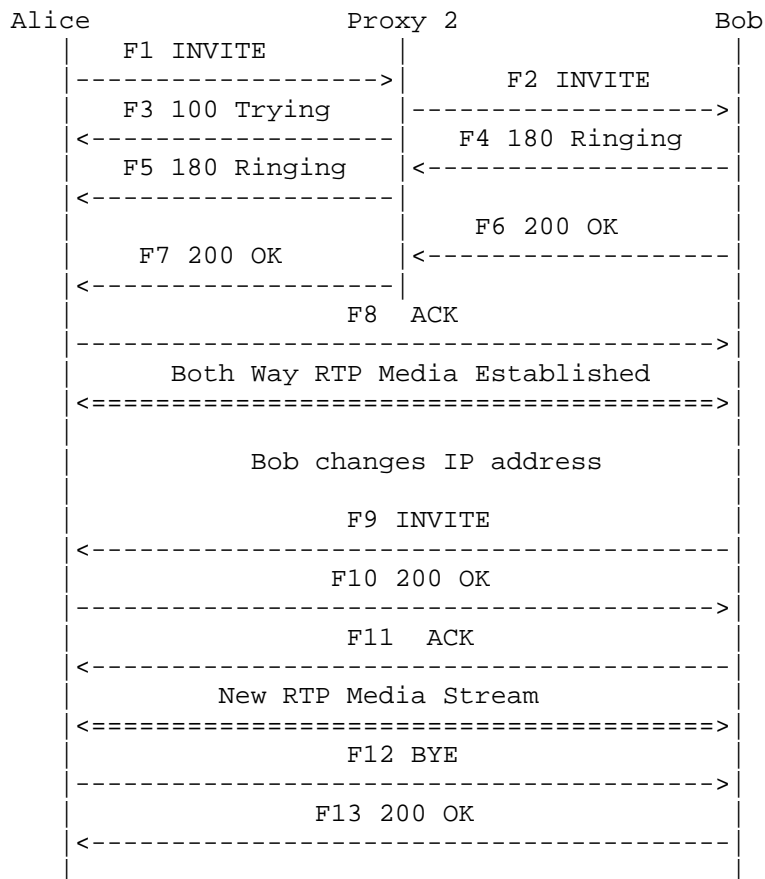 Alice Proxy 2 Bob
F1 INVITE
F2 INVITE
F3 100 Trying
F4 180 Ringing
F5 180 Ringing
F6 200 OK
F7 200 OK
F8 ACK
Both Way RTP Media Established
Bob changes IP address
F9 INVITE
F10 200 OK
F11 ACK
New RTP Media Stream
F12 BYE
F13 200 OK